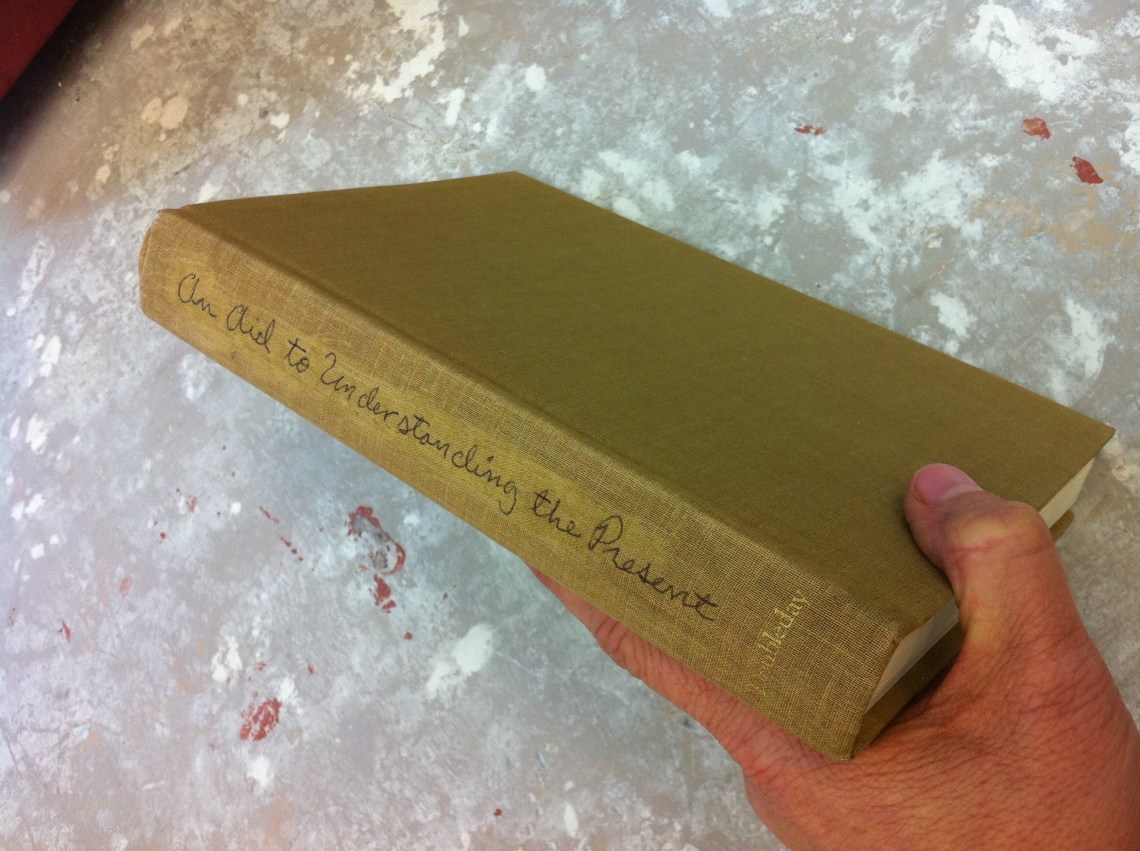 An Aid to Understanding the Present
Doubleday